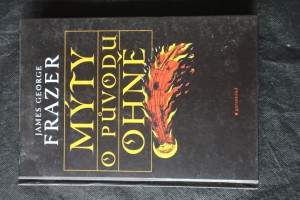 JAMES GEORGE
FRAZER
MÝTY
O PŮVODU
OHNĚ